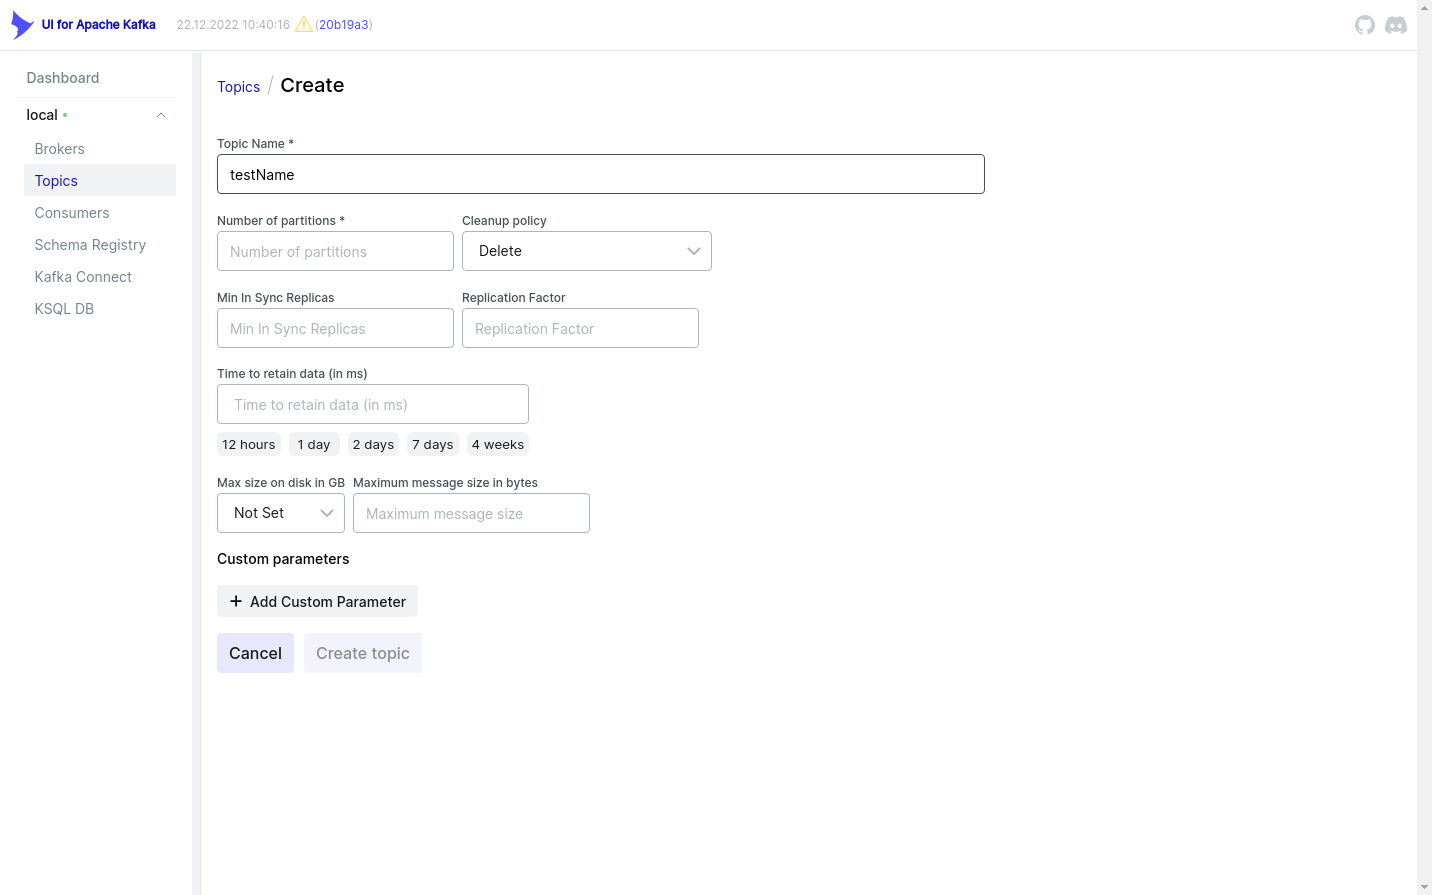 UI for Apache Kafka 22.12.2022 10:40:16 (20b19a3)
Dashboard
local
Brokers
Topics
Consumers
Schema Registry
Kafka Connect
KSQL DB
Topics / Create
Topic Name *
testName
Number of partitions * Cleanup policy
Number of partitions Delete
Min In Sync Replicas Replication Factor
Min In Sync Replicas Replication Factor
Time to retain data (in ms)
Time to retain data (in ms)
12 hours 1 day 2 days 7 days 4 weeks
Max size on disk in GB Maximum message size in bytes
Not Set Maximum message size
Custom parameters
Add Custom Parameter
Cancel Create topic